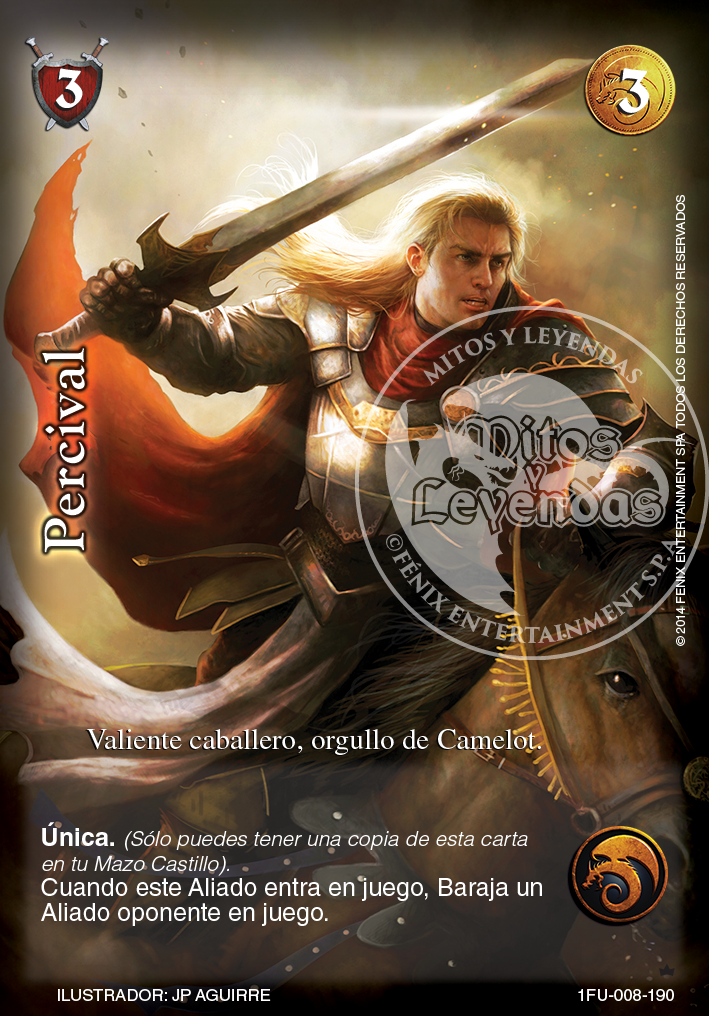 3
3
Percival
MITOS Y LEYENDAS
Mitos
y
Leyendas
© FÉNIX ENTERTAINMENT S.P.A.
© 2014 FENIX ENTERTAINMENT SPA TODOS LOS DERECHOS RESERVADOS
Valiente caballero, orgullo de Camelot.
Única. (Sólo puedes tener una copia de esta carta
en tu Mazo Castillo).
Cuando este Aliado entra en juego, Baraja un
Aliado oponente en juego.
ILUSTRADOR: JP AGUIRRE
1FU-008-190